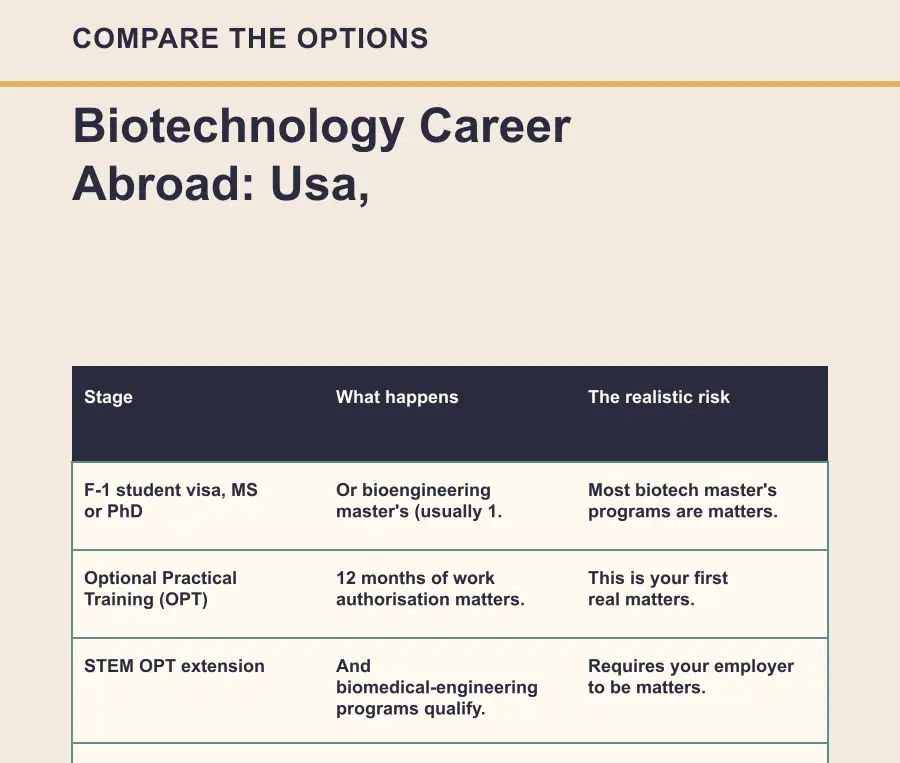 COMPARE THE OPTIONS
Biotechnology Career
Abroad: Usa,
Stage
What happens
The realistic risk
F-1 student visa, MS
or PhD
Or bioengineering
master's (usually 1.
Most biotech master's
programs are matters.
Optional Practical
Training (OPT)
12 months of work
authorisation matters.
This is your first
real matters.
STEM OPT extension
And
biomedical-engineering
programs qualify.
Requires your employer
to be matters.